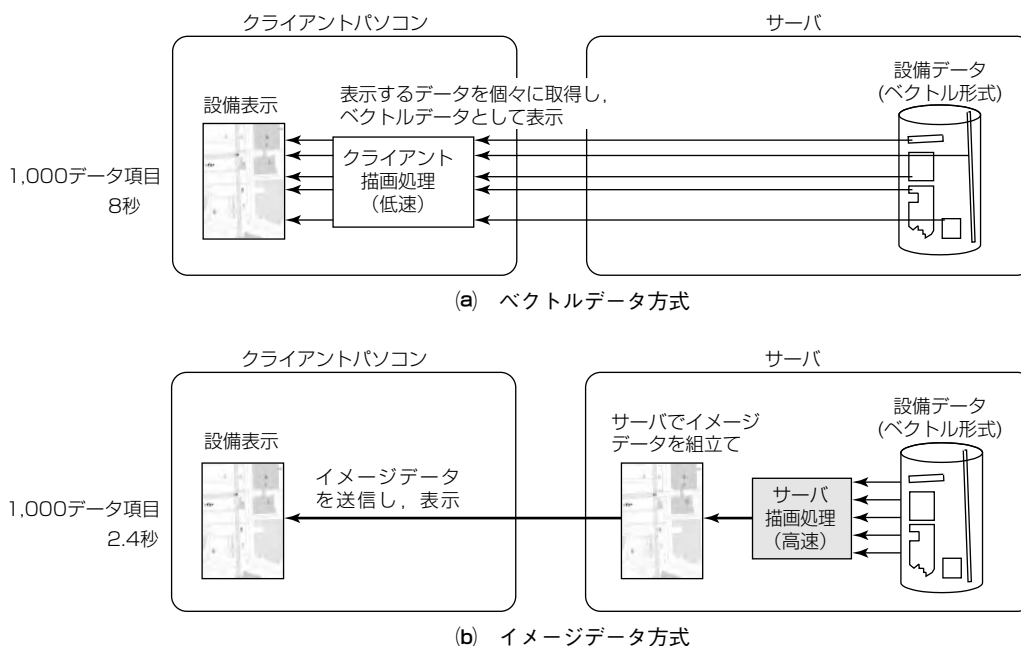 クライアントパソコン
サーバ
設備データ
(ベクトル形式)
表示するデータを個々に取得し,
ベクトルデータとして表示
設備表示
クライアント
描画処理
(低速)
1,000データ項目
8秒
(a) ベクトルデータ方式
クライアントパソコン
サーバ
設備データ
(ベクトル形式)
サーバでイメージ
データを組立て
設備表示
イメージデータ
を送信し,表示
サーバ
描画処理
(高速)
1,000データ項目
2.4秒
(b) イメージデータ方式